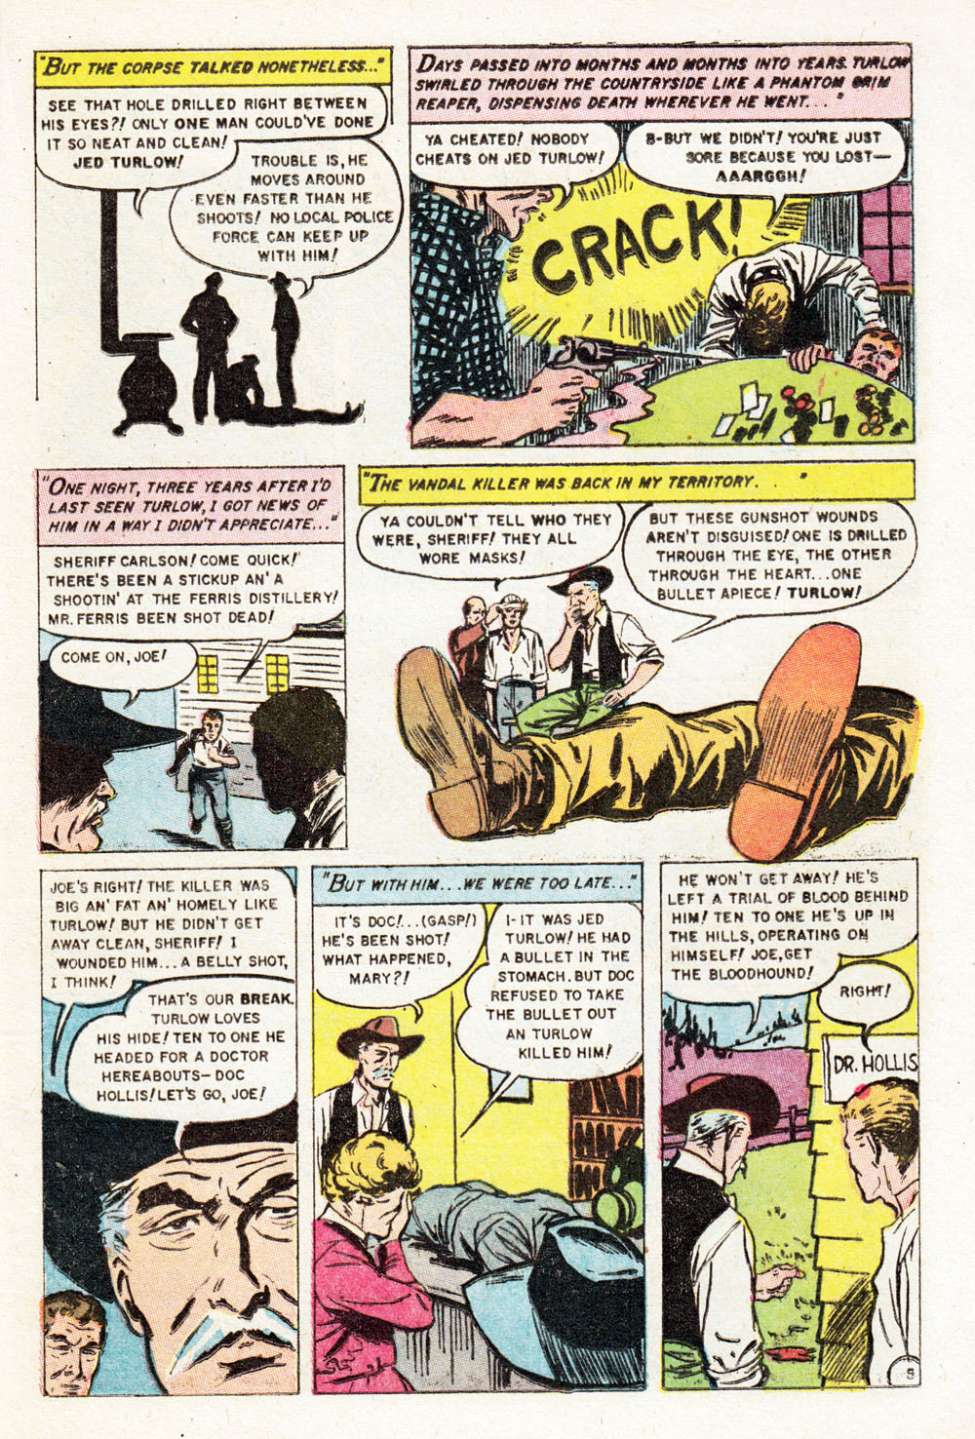 "BUT THE CORPSE TALKED NONETHELESS..."
SEE THAT HOLE DRILLED RIGHT BETWEEN
HIS EYES?! ONLY ONE MAN COULD'VE DONE
IT SO NEAT AND CLEAN!
JED TURLOW!
TROUBLE IS, HE
MOVES AROUND
EVEN FASTER THAN HE
SHOOTS! NO LOCAL POLICE
FORCE CAN KEEP UP
WITH HIM!
DAYS PASSED INTO MONTHS AND MONTHS INTO YEARS. TURLOW
SWIRLED THROUGH THE COUNTRYSIDE LIKE A PHANTOM GRIM
REAPER, DISPENSING DEATH WHEREVER HE WENT..."
YA CHEATED! NOBODY
CHEATS ON JED TURLOW!
B-BUT WE DIDN'T! YOU'RE JUST
SORE BECAUSE YOU LOST—
AAARGGH!
CRACK!
"ONE NIGHT, THREE YEARS AFTER I'D
LAST SEEN TURLOW, I GOT NEWS OF
HIM IN A WAY I DIDN'T APPRECIATE..."
SHERIFF CARLSON! COME QUICK!
THERE'S BEEN A STICKUP AN' A
SHOOTIN' AT THE FERRIS DISTILLERY!
MR. FERRIS BEEN SHOT DEAD!
COME ON, JOE!
"THE VANDAL KILLER WAS BACK IN MY TERRITORY. . . "
YA COULDN'T TELL WHO THEY
WERE, SHERIFF! THEY ALL
WORE MASKS!
BUT THESE GUNSHOT WOUNDS
AREN'T DISGUISED! ONE IS DRILLED
THROUGH THE EYE, THE OTHER
THROUGH THE HEART...ONE
BULLET APIECE! TURLOW!
JOE'S RIGHT! THE KILLER WAS
BIG AN' FAT AN' HOMELY LIKE
TURLOW! BUT HE DIDN'T GET
AWAY CLEAN, SHERIFF! I
WOUNDED HIM... A BELLY SHOT,
I THINK!
THAT'S OUR BREAK.
TURLOW LOVES
HIS HIDE! TEN TO ONE HE
HEADED FOR A DOCTOR
HEREABOUTS— DOC
HOLLIS! LET'S GO, JOE!
"BUT WITH HIM...WE WERE TOO LATE..."
IT'S DOC!...(GASP!)
HE'S BEEN SHOT!
WHAT HAPPENED,
MARY?!
I-IT WAS JED
TURLOW! HE HAD
A BULLET IN THE
STOMACH. BUT DOC
REFUSED TO TAKE
THE BULLET OUT
AN TURLOW
KILLED HIM!
HE WON'T GET AWAY! HE'S
LEFT A TRIAL OF BLOOD BEHIND
HIM! TEN TO ONE HE'S UP IN
THE HILLS, OPERATING ON
HIMSELF! JOE, GET
THE BLOODHOUND!
RIGHT!
DR. HOLLIS